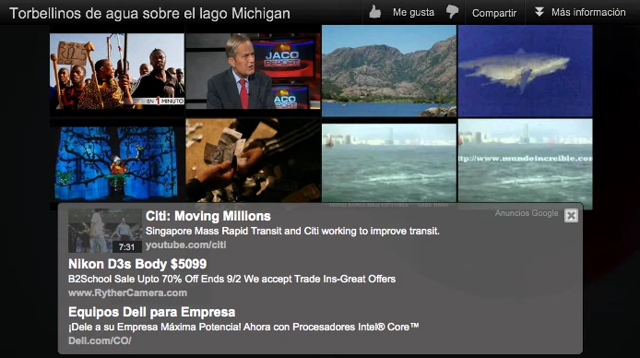 Torbellinos de agua sobre el lago Michigan
Me gusta
Compartir
Más información
EN 1 MINUTO
JACO
REPORT
JACO
http://www.mundoincreible.com
Citi: Moving Millions
Anuncios Google
Singapore Mass Rapid Transit and Citi working to improve transit.
7:31
youtube.com/citi
Nikon D3s Body $5099
B2School Sale Upto 70% Off Ends 9/2 We accept Trade Ins-Great Offers
www.RytherCamera.com
Equipos Dell para Empresa
¡Dele a su Empresa Máxima Potencia! Ahora con Procesadores Intel® Core™
Dell.com/CO/